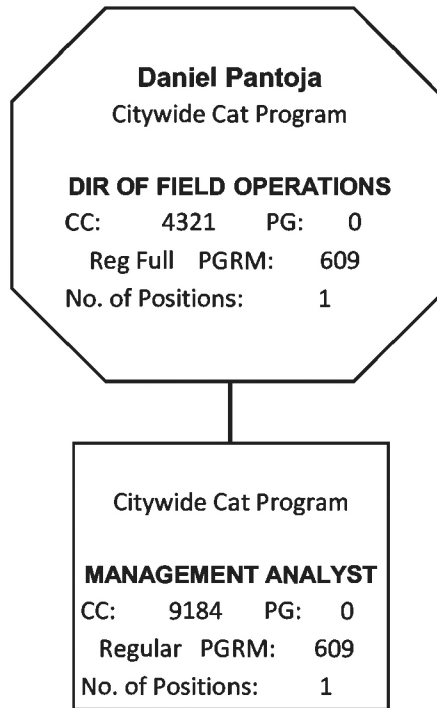 Daniel Pantoja
Citywide Cat Program
DIR OF FIELD OPERATIONS
CC: 4321 PG: 0
Reg Full PGRM: 609
No. of Positions: 1
Citywide Cat Program
MANAGEMENT ANALYST
CC: 9184 PG: 0
Regular PGRM: 609
No. of Positions: 1